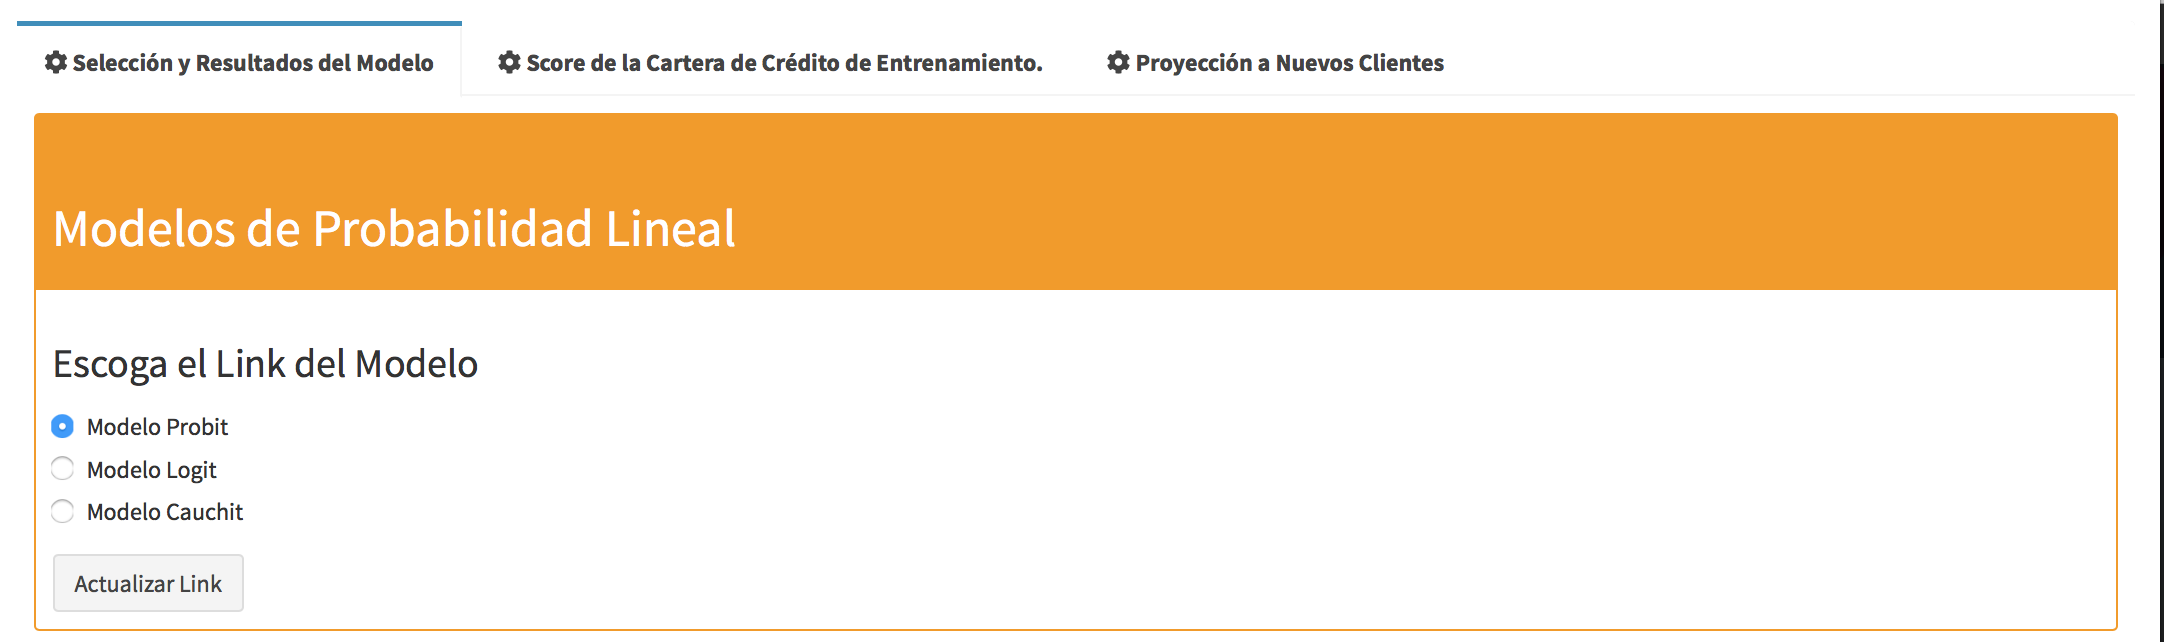 Selección y Resultados del Modelo Score de la Cartera de Crédito de Entrenamiento. Proyección a Nuevos Clientes
Modelos de Probabilidad Lineal
Escoga el Link del Modelo
Modelo Probit
Modelo Logit
Modelo Cauchit
Actualizar Link